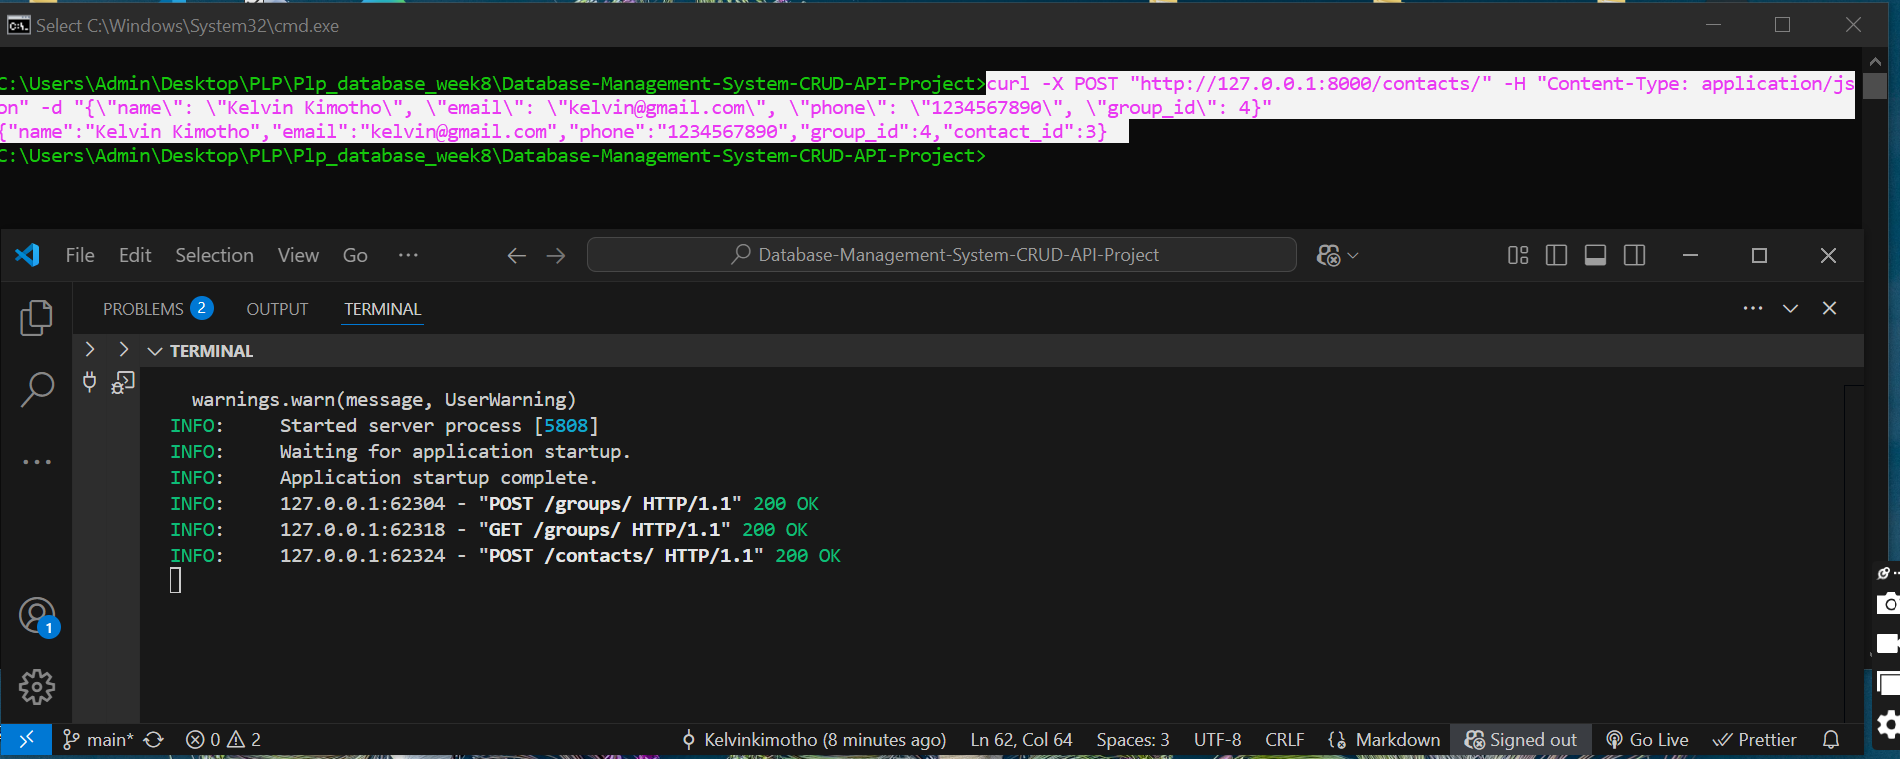 Select C:\Windows\System32\cmd.exe
C:\Users\Admin\Desktop\PLP\Plp_database_week8\Database-Management-System-CRUD-API-Project>curl -X POST "http://127.0.0.1:8000/contacts/" -H "Content-Type: application/js
on" -d "{\"name\": \"Kelvin Kimotho\", \"email\": \"kelvin@gmail.com\", \"phone\": \"1234567890\", \"group_id\": 4}"
{"name":"Kelvin Kimotho","email":"kelvin@gmail.com","phone":"1234567890","group_id":4,"contact_id":3}
C:\Users\Admin\Desktop\PLP\Plp_database_week8\Database-Management-System-CRUD-API-Project>
File Edit Selection View Go ··· Database-Management-System-CRUD-API-Project
PROBLEMS 2 OUTPUT TERMINAL
TERMINAL
warnings.warn(message, UserWarning)
INFO: Started server process [5808]
INFO: Waiting for application startup.
INFO: Application startup complete.
INFO: 127.0.0.1:62304 - "POST /groups/ HTTP/1.1" 200 OK
INFO: 127.0.0.1:62318 - "GET /groups/ HTTP/1.1" 200 OK
INFO: 127.0.0.1:62324 - "POST /contacts/ HTTP/1.1" 200 OK
1
main* 0 2 Kelvinkimotho (8 minutes ago) Ln 62, Col 64 Spaces: 3 UTF-8 CRLF Markdown Signed out Go Live Prettier